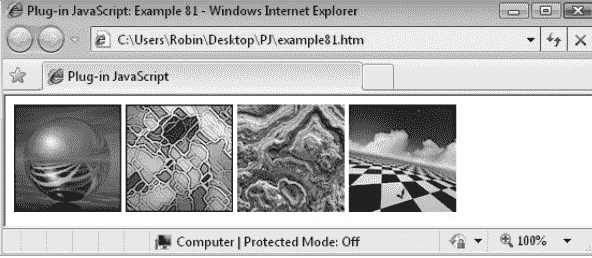 Plug-in JavaScript: Example 81 - Windows Internet Explorer
C:\Users\Robin\Desktop\PJ\example81.htm
Plug-in JavaScript
Computer | Protected Mode: Off
100%